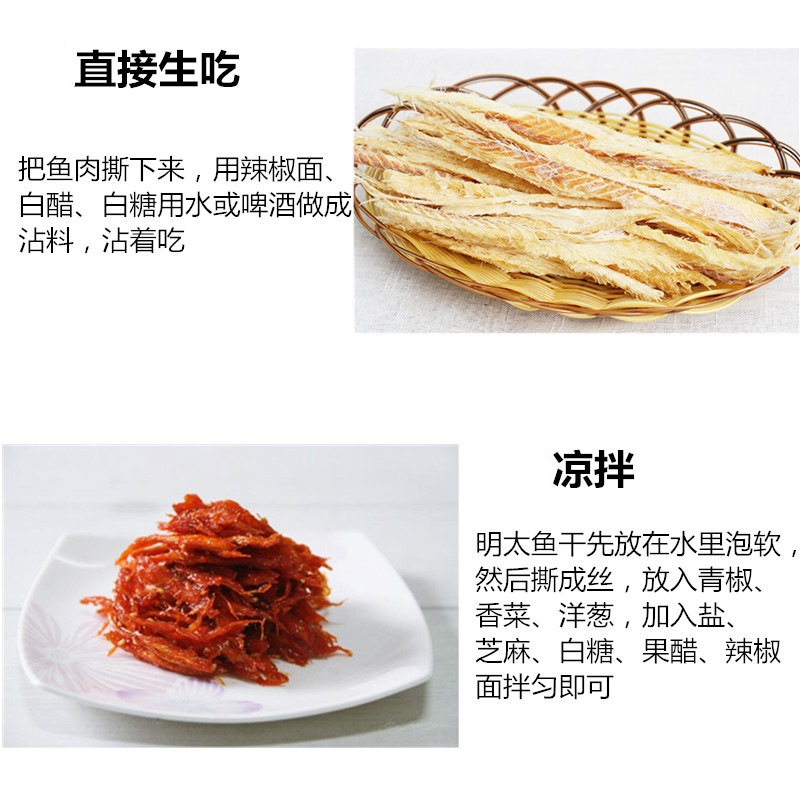 直接生吃
把鱼肉撕下来，用辣椒面、
白醋、白糖用水或啤酒做成
沾料，沾着吃
凉拌
明太鱼干先放在水里泡软，
然后撕成丝，放入青椒、
香菜、洋葱，加入盐、
芝麻、白糖、果醋、辣椒
面拌匀即可